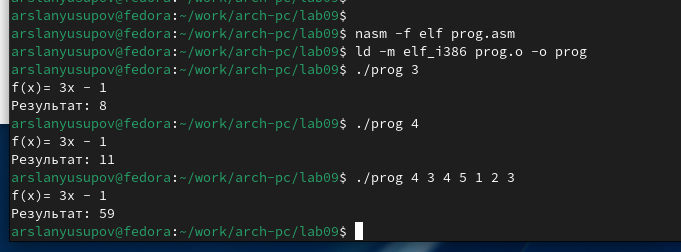 arslanyusupov@fedora:~/work/arch-pc/lab09$
arslanyusupov@fedora:~/work/arch-pc/lab09$ nasm -f elf prog.asm
arslanyusupov@fedora:~/work/arch-pc/lab09$ ld -m elf_i386 prog.o -o prog
arslanyusupov@fedora:~/work/arch-pc/lab09$ ./prog 3
f(x)= 3x - 1
Результат: 8
arslanyusupov@fedora:~/work/arch-pc/lab09$ ./prog 4
f(x)= 3x - 1
Результат: 11
arslanyusupov@fedora:~/work/arch-pc/lab09$ ./prog 4 3 4 5 1 2 3
f(x)= 3x - 1
Результат: 59
arslanyusupov@fedora:~/work/arch-pc/lab09$